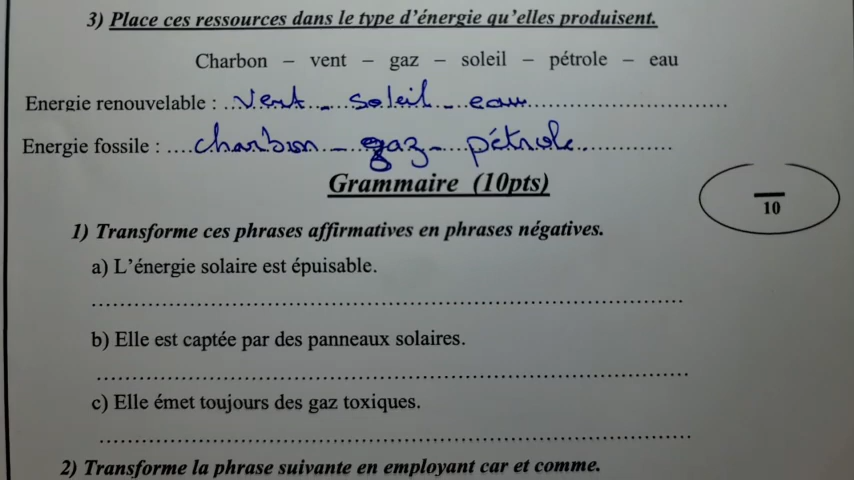 3) Place ces ressources dans le type d'énergie qu'elles produisent.
Charbon – vent – gaz – soleil – pétrole – eau
Energie renouvelable : ..vent..-...soleil..-..eau..............................
Energie fossile : ....charbon..-..gaz-...pétrole................
Grammaire (10pts)
10
1) Transforme ces phrases affirmatives en phrases négatives.
a) L'énergie solaire est épuisable.
b) Elle est captée par des panneaux solaires.
c) Elle émet toujours des gaz toxiques.
2) Transforme la phrase suivante en employant car et comme.